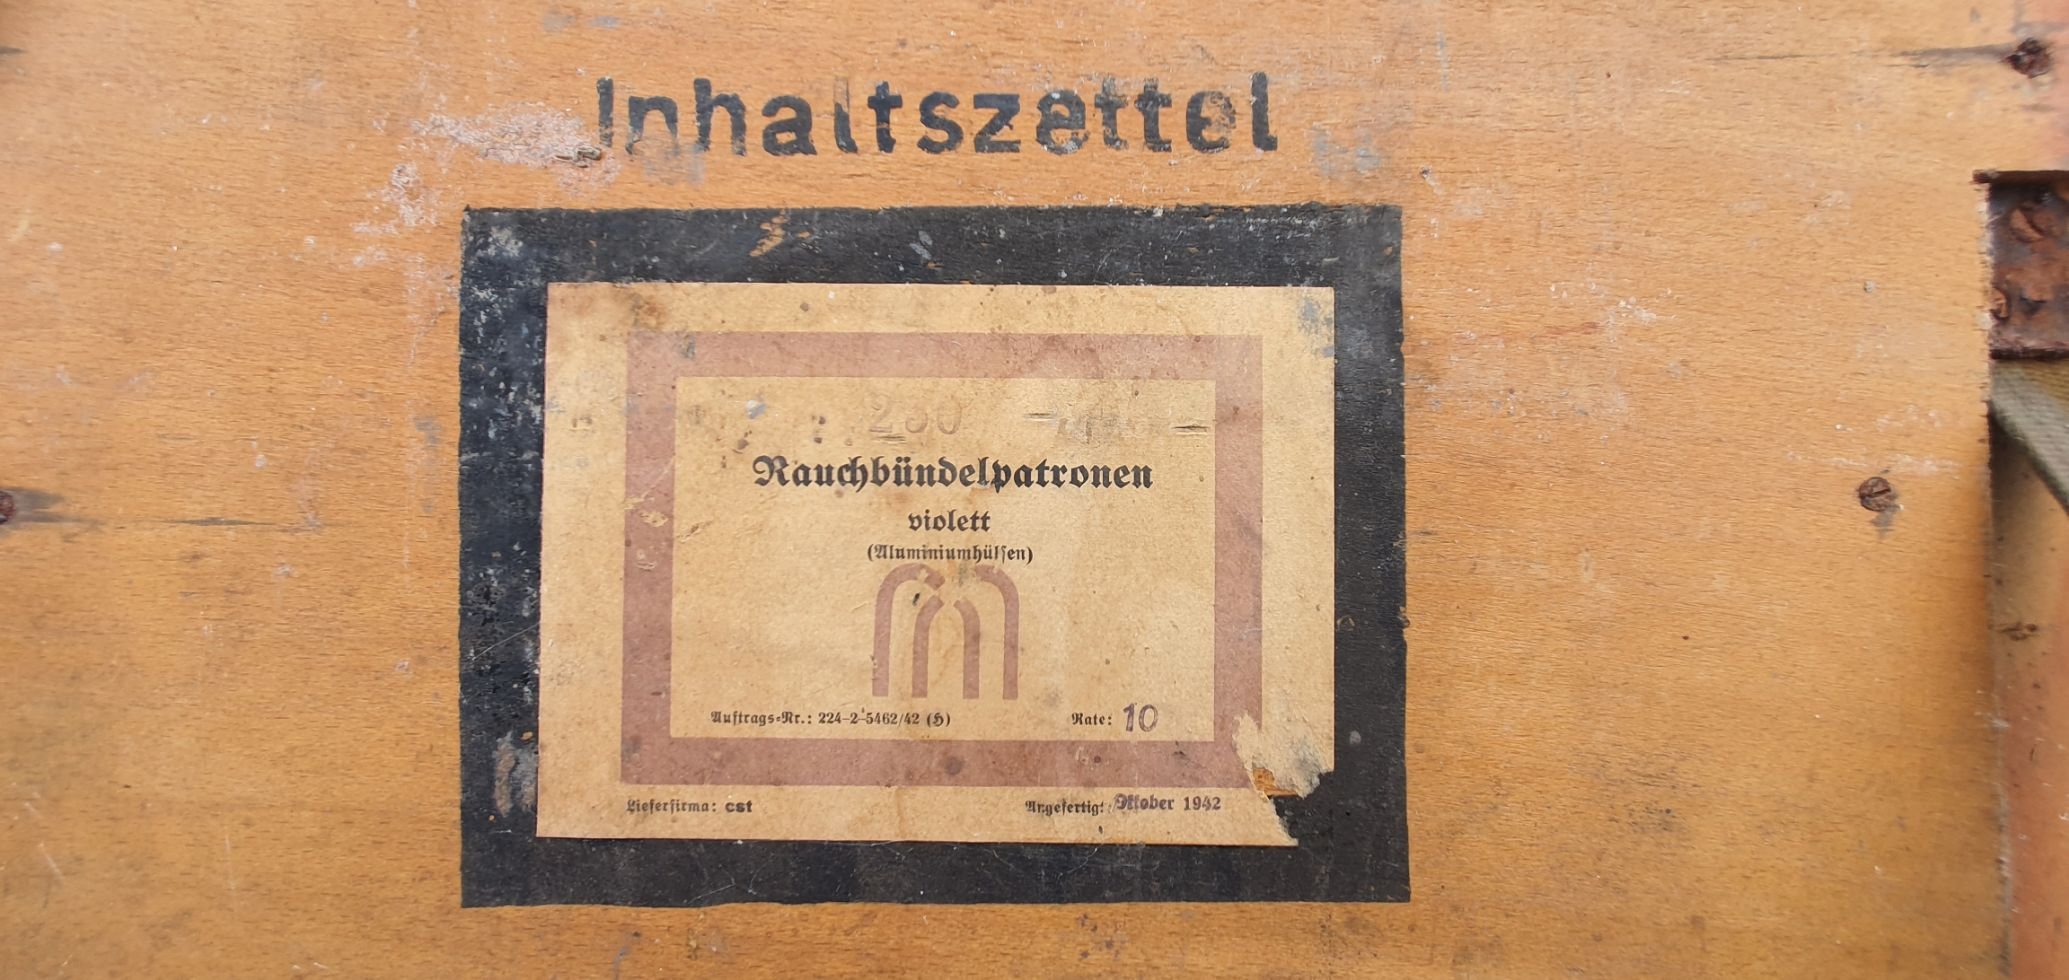 Inhaltszettel
Rauchbündelpatronen
violett
(Aluminiumhülsen)
Auftrags=Nr.: 224-2-5462/42 (H)
Rate: 10
Lieferfirma: cst
Angefertigt: Oktober 1942